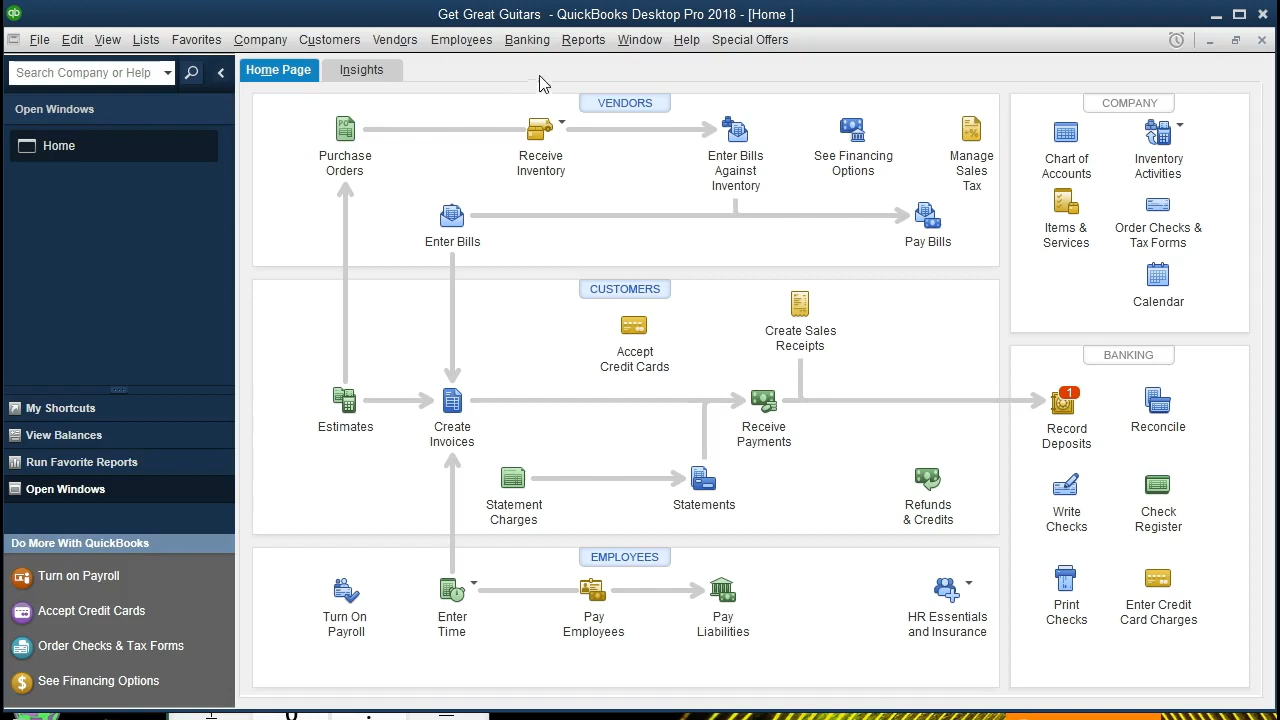 Get Great Guitars - QuickBooks Desktop Pro 2018 - [Home ]
File Edit View Lists Favorites Company Customers Vendors Employees Banking Reports Window Help Special Offers
Search Company or Help
Home Page Insights
Open Windows
Home
My Shortcuts
View Balances
Run Favorite Reports
Open Windows
Do More With QuickBooks
Turn on Payroll
Accept Credit Cards
Order Checks & Tax Forms
See Financing Options
VENDORS
Purchase
Orders
Receive
Inventory
Enter Bills
Against
Inventory
See Financing
Options
Manage
Sales
Tax
Enter Bills
Pay Bills
CUSTOMERS
Accept
Credit Cards
Create Sales
Receipts
Estimates
Create
Invoices
Receive
Payments
Statement
Charges
Statements
Refunds
& Credits
EMPLOYEES
Turn On
Payroll
Enter
Time
Pay
Employees
Pay
Liabilities
HR Essentials
and Insurance
COMPANY
Chart of
Accounts
Inventory
Activities
Items &
Services
Order Checks &
Tax Forms
Calendar
BANKING
1
Record
Deposits
Reconcile
Write
Checks
Check
Register
Print
Checks
Enter Credit
Card Charges